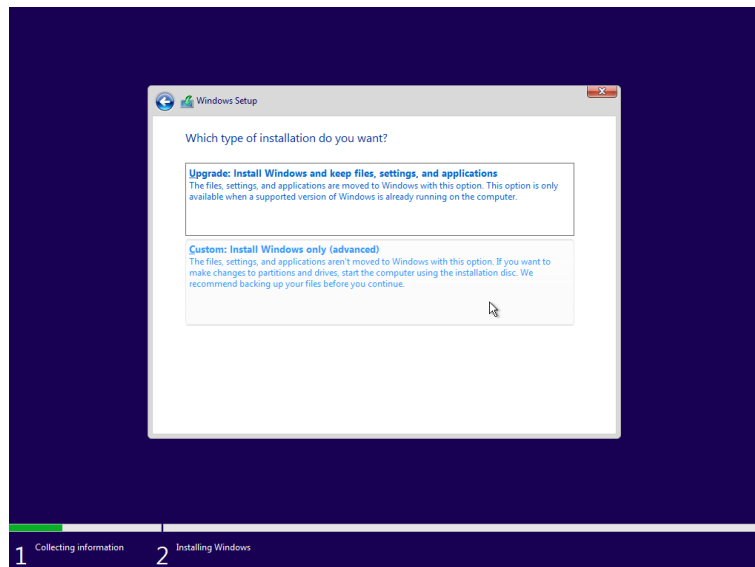 Windows Setup
Which type of installation do you want?
Upgrade: Install Windows and keep files, settings, and applications
The files, settings, and applications are moved to Windows with this option. This option is only
available when a supported version of Windows is already running on the computer.
Custom: Install Windows only (advanced)
The files, settings, and applications aren't moved to Windows with this option. If you want to
make changes to partitions and drives, start the computer using the installation disc. We
recommend backing up your files before you continue.
1 Collecting information 2 Installing Windows